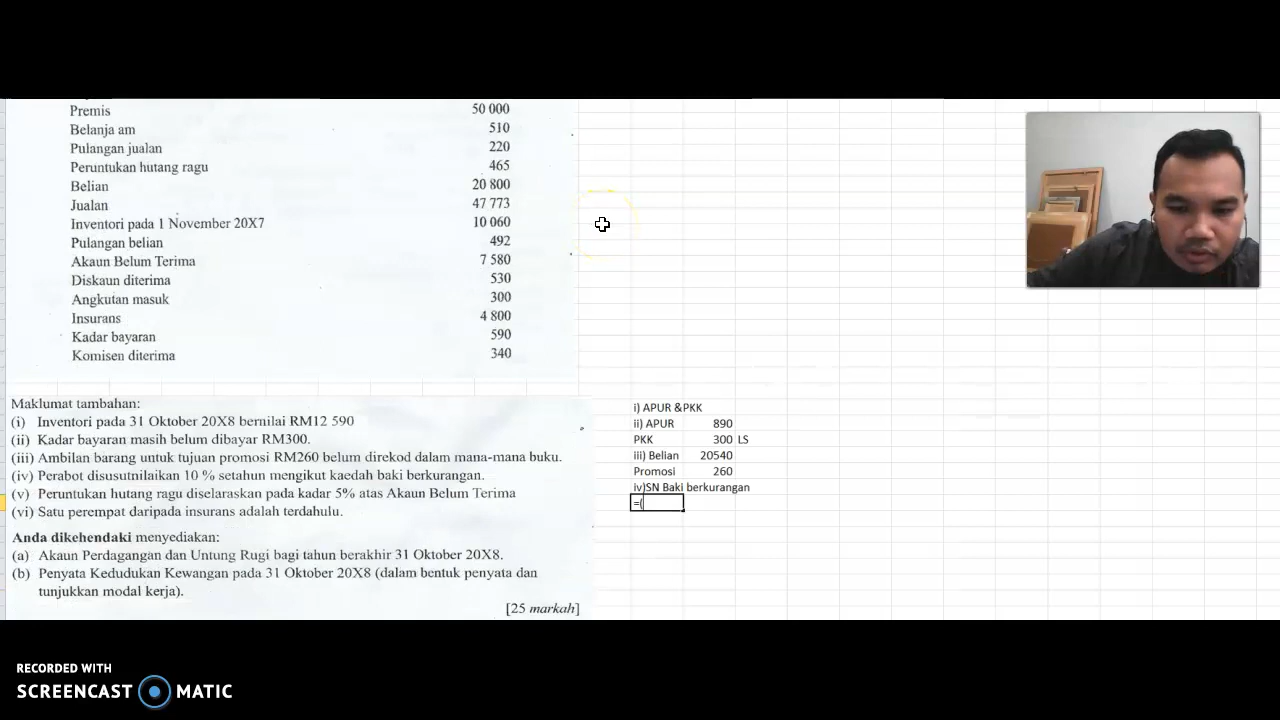 Premis 50 000
Belanja am 510
Pulangan jualan 220
Peruntukan hutang ragu 465
Belian 20 800
Jualan 47 773
Inventori pada 1 November 20X7 10 060
Pulangan belian 492
Akaun Belum Terima 7 580
Diskaun diterima 530
Angkutan masuk 300
Insurans 4 800
Kadar bayaran 590
Komisen diterima 340
Maklumat tambahan:
(i) Inventori pada 31 Oktober 20X8 bernilai RM12 590
(ii) Kadar bayaran masih belum dibayar RM300.
(iii) Ambilan barang untuk tujuan promosi RM260 belum direkod dalam mana-mana buku.
(iv) Perabot disusutnilaikan 10 % setahun mengikut kaedah baki berkurangan.
(v) Peruntukan hutang ragu diselaraskan pada kadar 5% atas Akaun Belum Terima
(vi) Satu perempat daripada insurans adalah terdahulu.
Anda dikehendaki menyediakan:
(a) Akaun Perdagangan dan Untung Rugi bagi tahun berakhir 31 Oktober 20X8.
(b) Penyata Kedudukan Kewangan pada 31 Oktober 20X8 (dalam bentuk penyata dan
tunjukkan modal kerja).
[25 markah]
i) APUR &PKK
ii) APUR 890
PKK 300 LS
iii) Belian 20540
Promosi 260
iv)SN Baki berkurangan
=(
RECORDED WITH
SCREENCAST MATIC